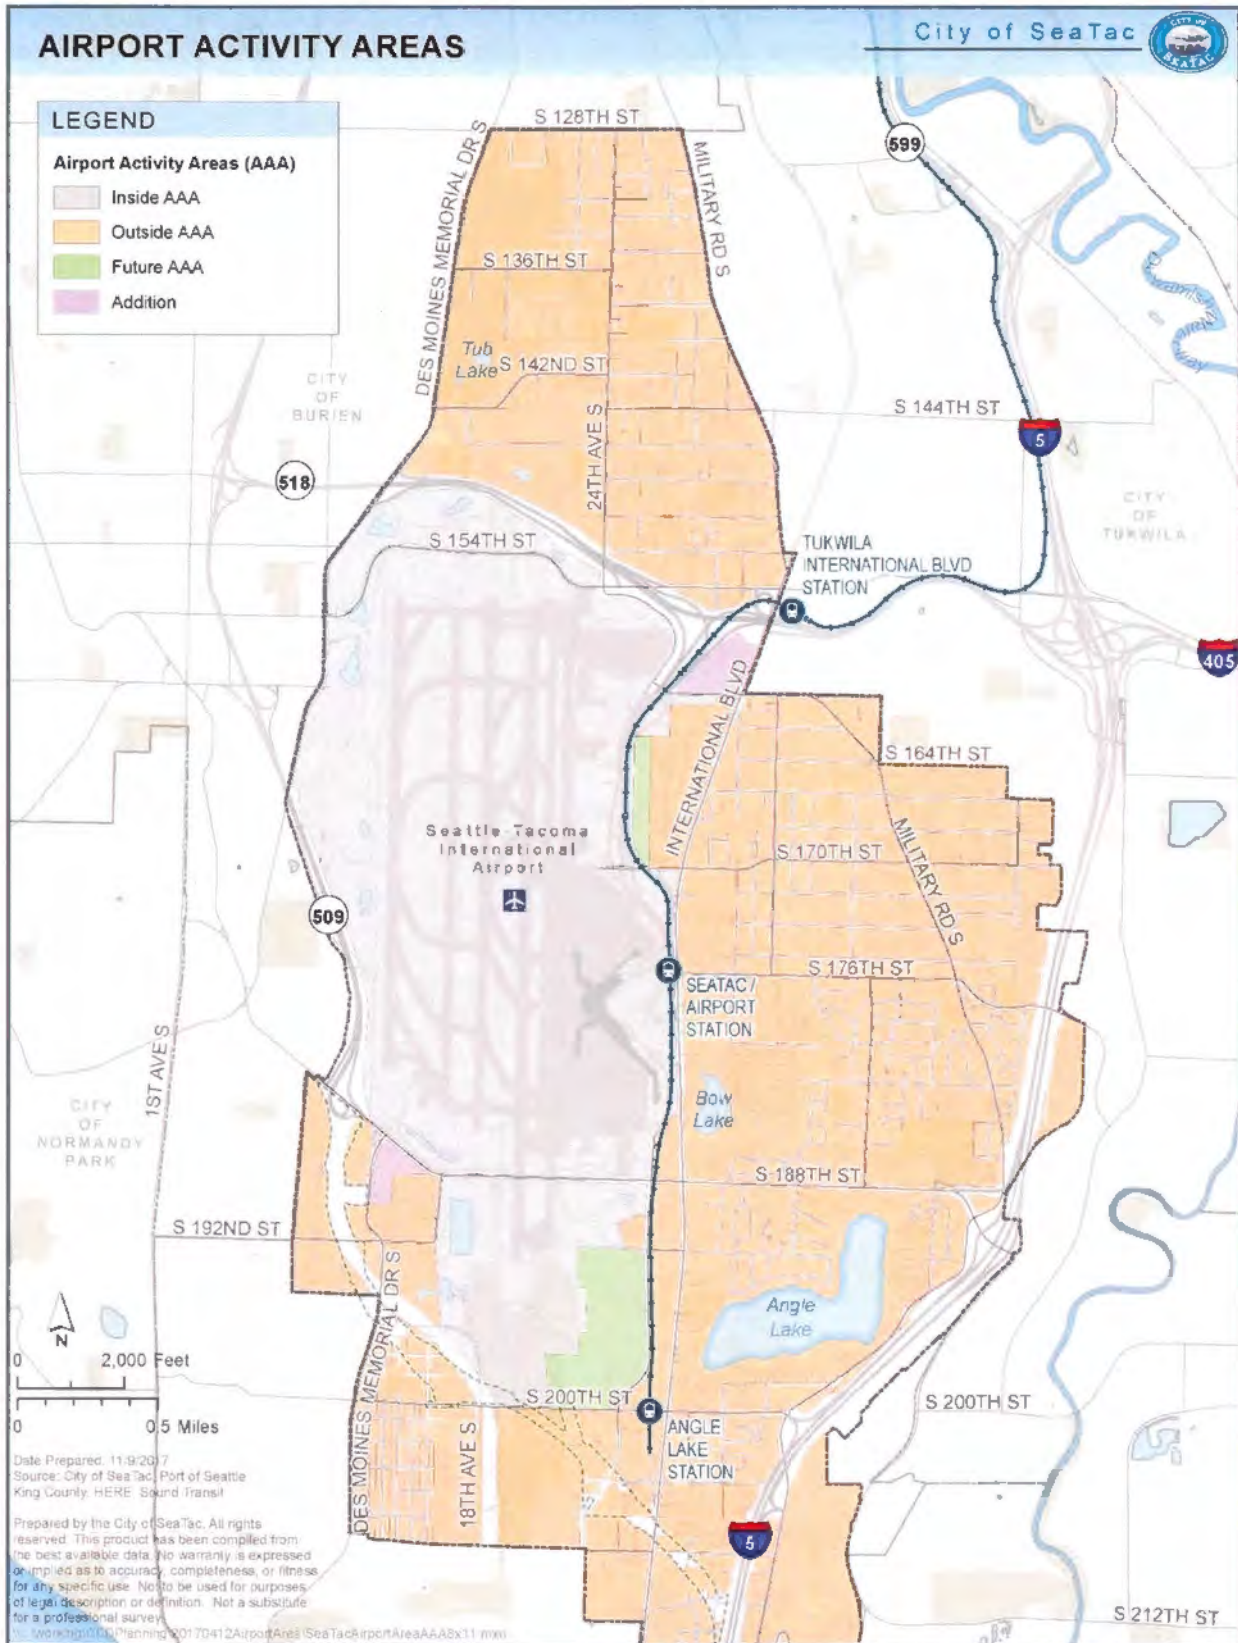 AIRPORT ACTIVITY AREAS
City of SeaTac
CITY OF
SEATAC
LEGEND
Airport Activity Areas (AAA)
Inside AAA
Outside AAA
Future AAA
Addition
S 128TH ST
599
DES MOINES MEMORIAL DR S
MILITARY RD S
S 136TH ST
Tub
Lake
S 142ND ST
CITY
OF
BURIEN
S 144TH ST
5
24TH AVE S
518
CITY
OF
TUKWILA
S 154TH ST
TUKWILA
INTERNATIONAL BLVD
STATION
405
INTERNATIONAL BLVD
S 164TH ST
Seattle-Tacoma
International
Airport
S 170TH ST
MILITARY RD S
509
S 176TH ST
SEATAC /
AIRPORT
STATION
1ST AVE S
Bow
Lake
CITY
OF
NORMANDY
PARK
S 188TH ST
S 192ND ST
DES MOINES MEMORIAL DR S
Angle
Lake
N
0 2,000 Feet
0 0.5 Miles
S 200TH ST
S 200TH ST
18TH AVE S
ANGLE
LAKE
STATION
5
S 212TH ST
Date Prepared: 11/9/2017
Source: City of SeaTac, Port of Seattle
King County, HERE, Sound Transit
Prepared by the City of SeaTac. All rights
reserved. This product has been compiled from
the best available data. No warranty is expressed
or implied as to accuracy, completeness, or fitness
for any specific use. Not to be used for purposes
of legal description or definition. Not a substitute
for a professional survey.